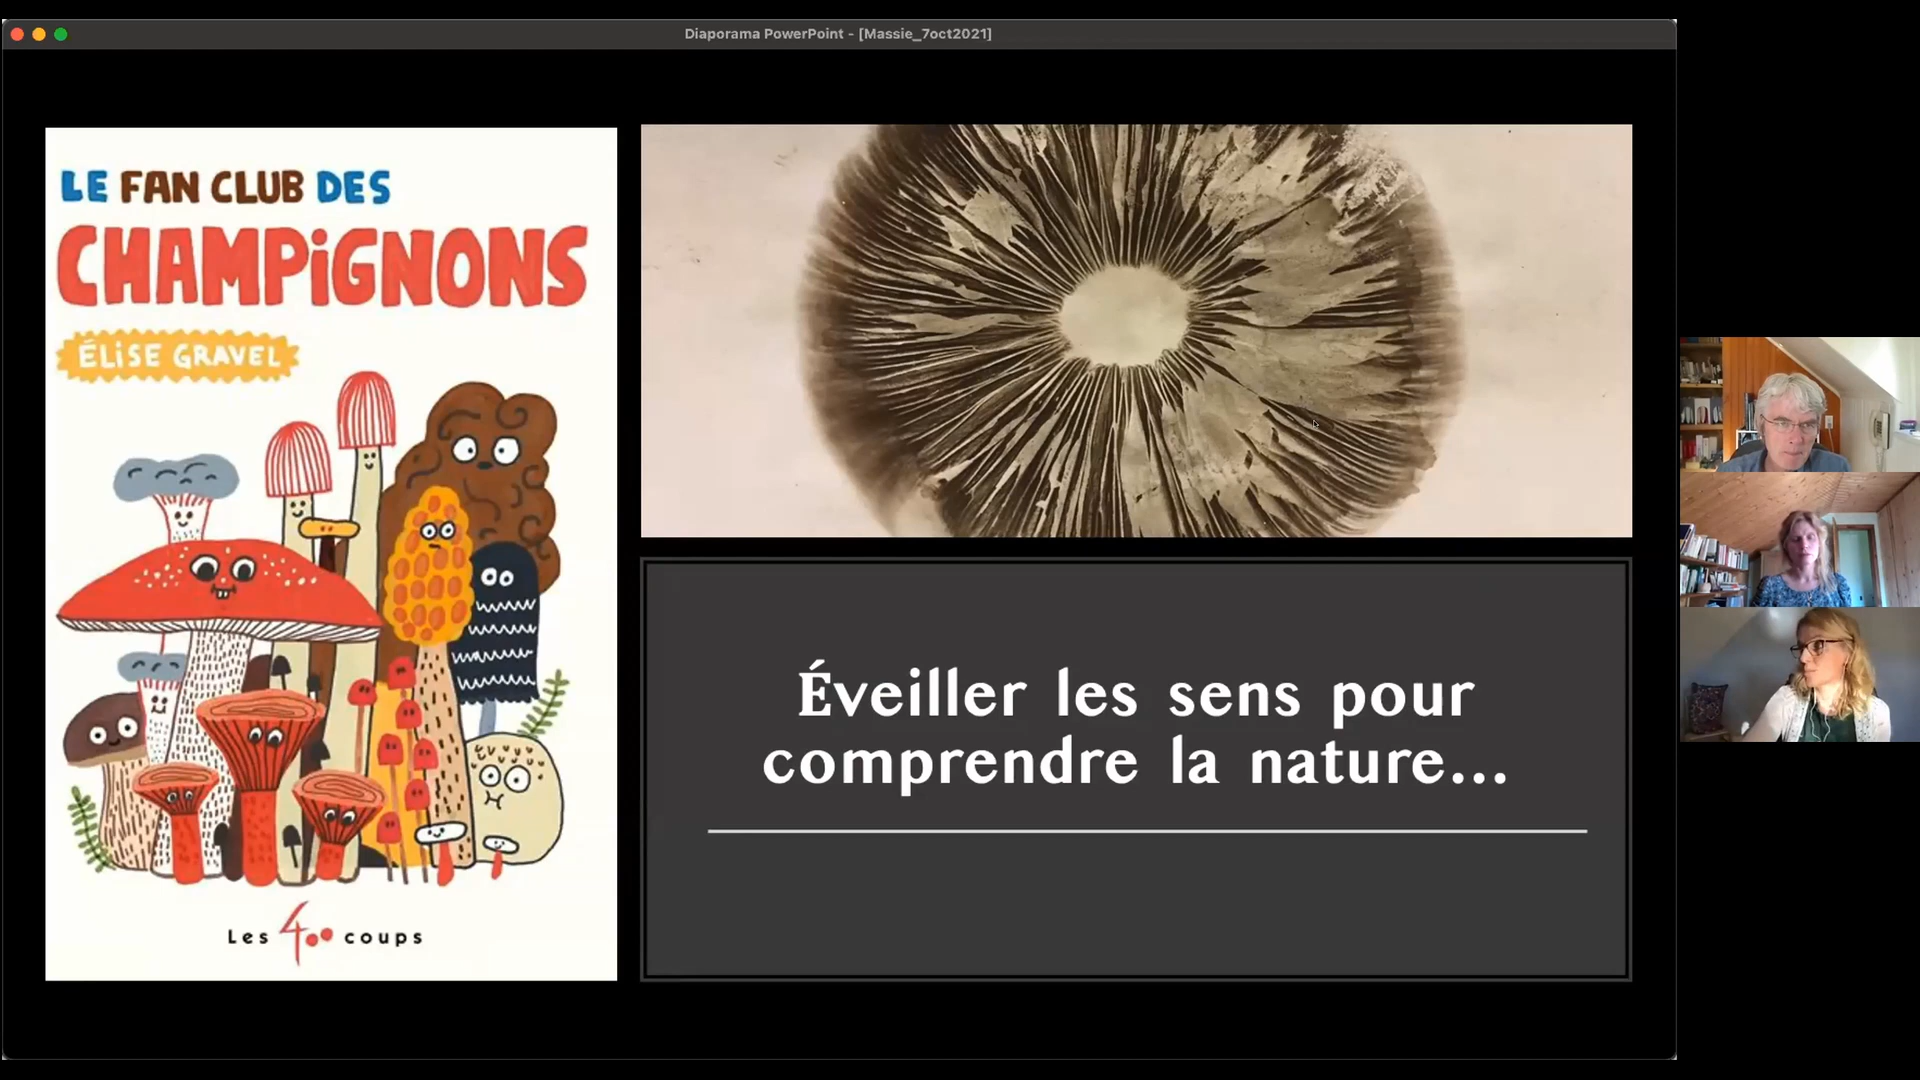 Diaporama PowerPoint - [Massie_7oct2021]
LE FAN CLUB DES
CHAMPiGNONS
ÉLiSE GRAVEL
Les 400 coups
Éveiller les sens pour
comprendre la nature...